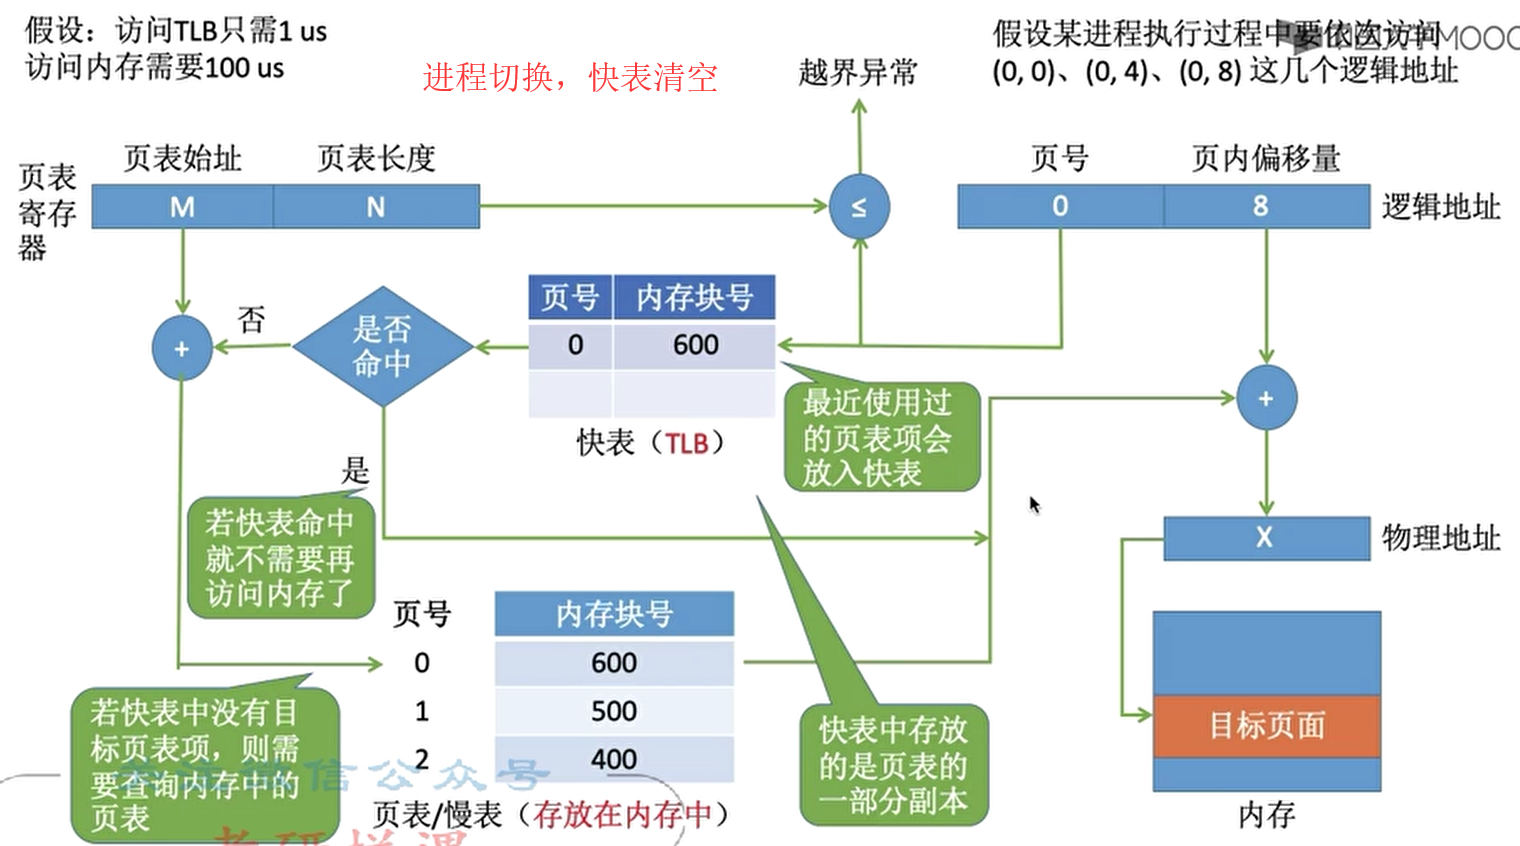 假设：访问TLB只需1 us
访问内存需要100 us
进程切换，快表清空
越界异常
MOOC
假设某进程执行过程中要依次访问
(0, 0)、(0, 4)、(0, 8) 这几个逻辑地址
页表
寄存
器
页表始址
页表长度
M
N
≤
页号
页内偏移量
0
8
逻辑地址
+
否
是否
命中
页号
内存块号
0
600
快表（TLB）
最近使用过
的页表项会
放入快表
+
是
若快表命中
就不需要再
访问内存了
X
物理地址
页号
内存块号
0
600
1
500
2
400
页表/慢表（存放在内存中）
若快表中没有目
标页表项，则需
要查询内存中的
页表
快表中存放
的是页表的
一部分副本
目标页面
内存
关注微信公众号